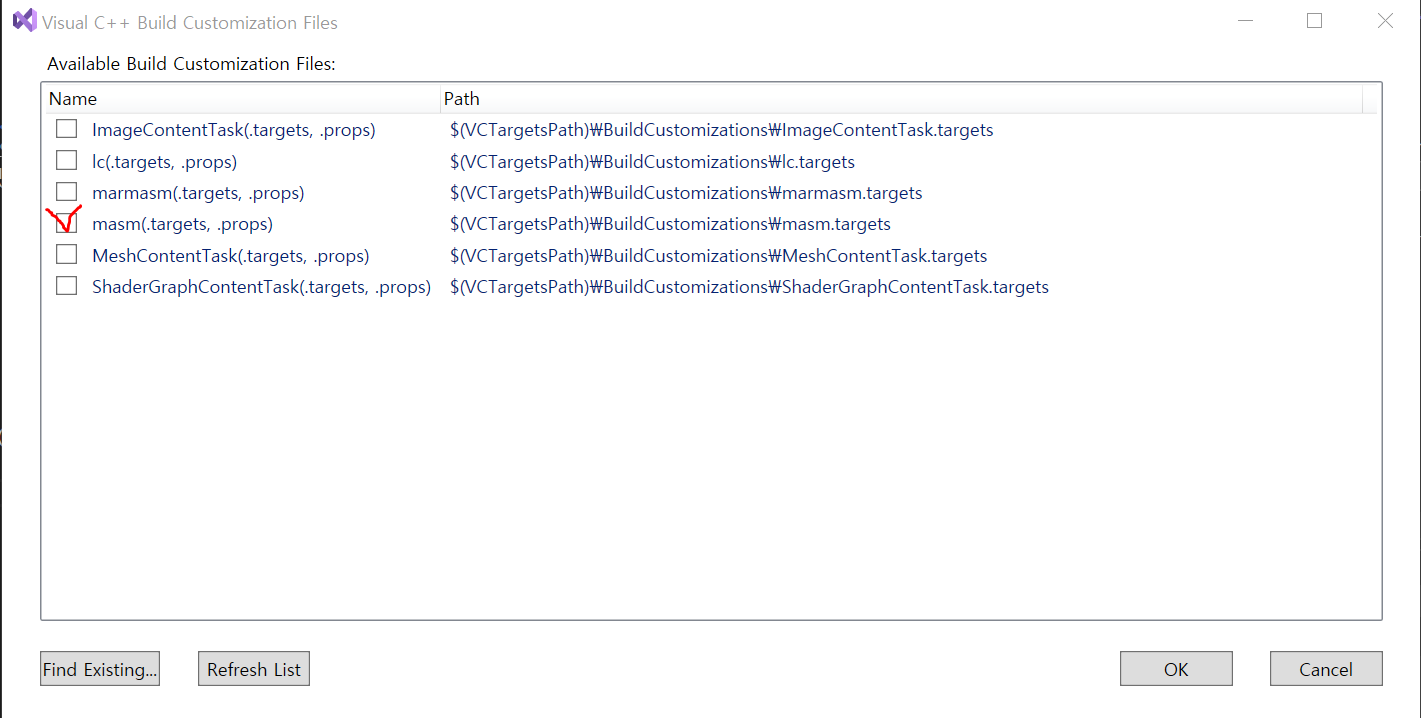 Visual C++ Build Customization Files
Available Build Customization Files:
Name Path
ImageContentTask(.targets, .props) $(VCTargetsPath)₩BuildCustomizations₩ImageContentTask.targets
lc(.targets, .props) $(VCTargetsPath)₩BuildCustomizations₩lc.targets
marmasm(.targets, .props) $(VCTargetsPath)₩BuildCustomizations₩marmasm.targets
masm(.targets, .props) $(VCTargetsPath)₩BuildCustomizations₩masm.targets
MeshContentTask(.targets, .props) $(VCTargetsPath)₩BuildCustomizations₩MeshContentTask.targets
ShaderGraphContentTask(.targets, .props) $(VCTargetsPath)₩BuildCustomizations₩ShaderGraphContentTask.targets
Find Existing... Refresh List OK Cancel